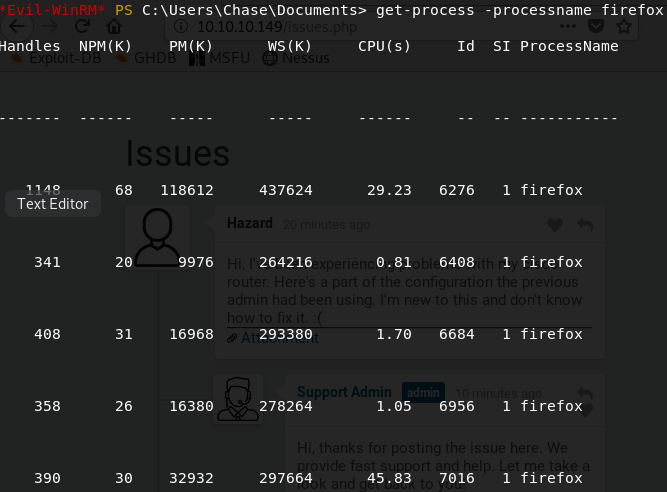 *Evil-WinRM* PS C:\Users\Chase\Documents> get-process -processname firefox
10.10.10.149/issues.php
Handles  NPM(K)    PM(K)      WS(K)     CPU(s)     Id  SI ProcessName
Exploit-DB GHDB MSFU Nessus
-------  ------    -----      -----     ------     --  -- -----------
Issues
1148      68   118612     437624      29.23   6276   1 firefox
Text Editor
Hazard 20 minutes ago
Hi, I'm experiencing problems with my
341      20     9976     264216       0.81   6408   1 firefox
router. Here's a part of the configuration the previous
admin had been using. I'm new to this and don't know
how to fix it. :(
408      31    16968     293380       1.70   6684   1 firefox
Attachment
Support Admin admin 10 minutes ago
358      26    16380     278264       1.05   6956   1 firefox
Hi, thanks for posting the issue here. We
provide fast support and help. Let me take a
390      30    32932     297664      45.83   7016   1 firefox
look and get back to you